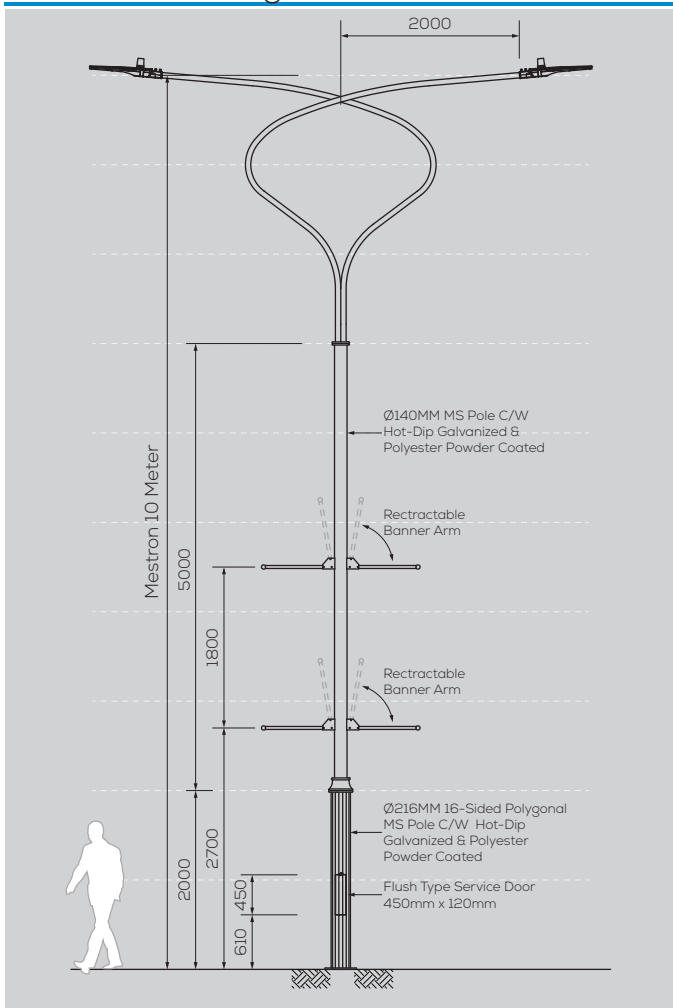 2000
Ø140MM MS Pole C/W
Hot-Dip Galvanized &
Polyester Powder Coated
Mestron 10 Meter
5000
Rectractable
Banner Arm
1800
Rectractable
Banner Arm
Ø216MM 16-Sided Polygonal
MS Pole C/W Hot-Dip
Galvanized & Polyester
Powder Coated
2000
2700
450
Flush Type Service Door
450mm x 120mm
610